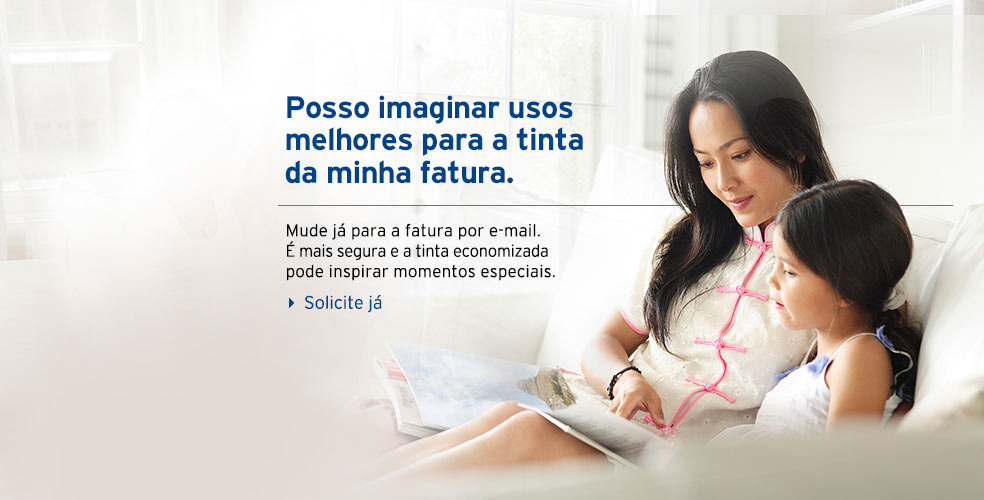 Posso imaginar usos
melhores para a tinta
da minha fatura.
Mude já para a fatura por e-mail.
É mais segura e a tinta economizada
pode inspirar momentos especiais.
Solicite já